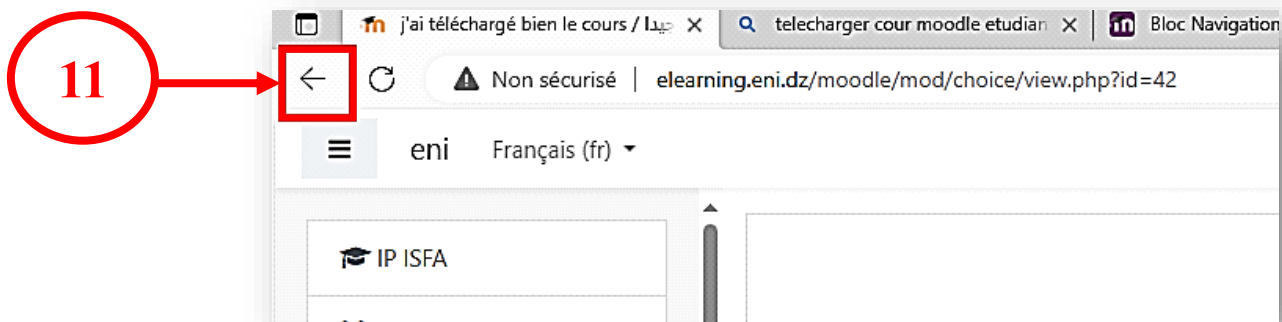 11
j'ai téléchargé bien le cours / جيدا
telecharger cour moodle etudian
Bloc Navigation
Non sécurisé | elearning.eni.dz/moodle/mod/choice/view.php?id=42
eni Français (fr)
IP ISFA